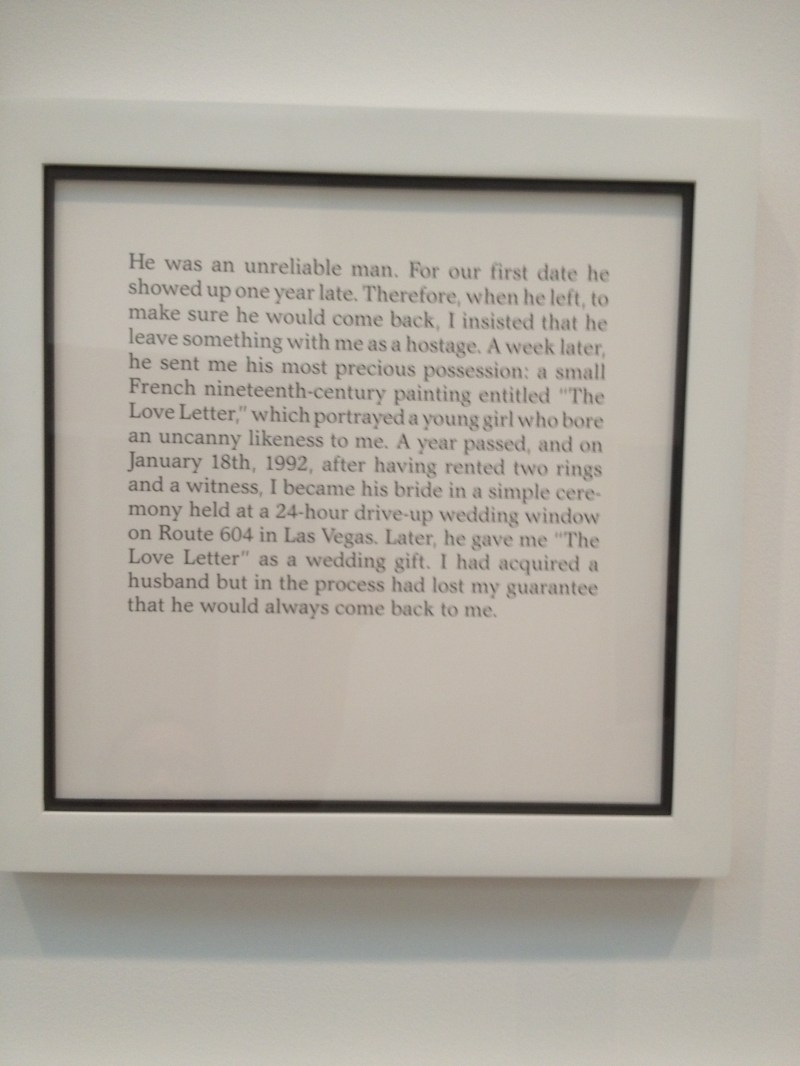 He was an unreliable man. For our first date he
showed up one year late. Therefore, when he left, to
make sure he would come back, I insisted that he
leave something with me as a hostage. A week later,
he sent me his most precious possession: a small
French nineteenth-century painting entitled "The
Love Letter," which portrayed a young girl who bore
an uncanny likeness to me. A year passed, and on
January 18th, 1992, after having rented two rings
and a witness, I became his bride in a simple cere-
mony held at a 24-hour drive-up wedding window
on Route 604 in Las Vegas. Later, he gave me "The
Love Letter" as a wedding gift. I had acquired a
husband but in the process had lost my guarantee
that he would always come back to me.